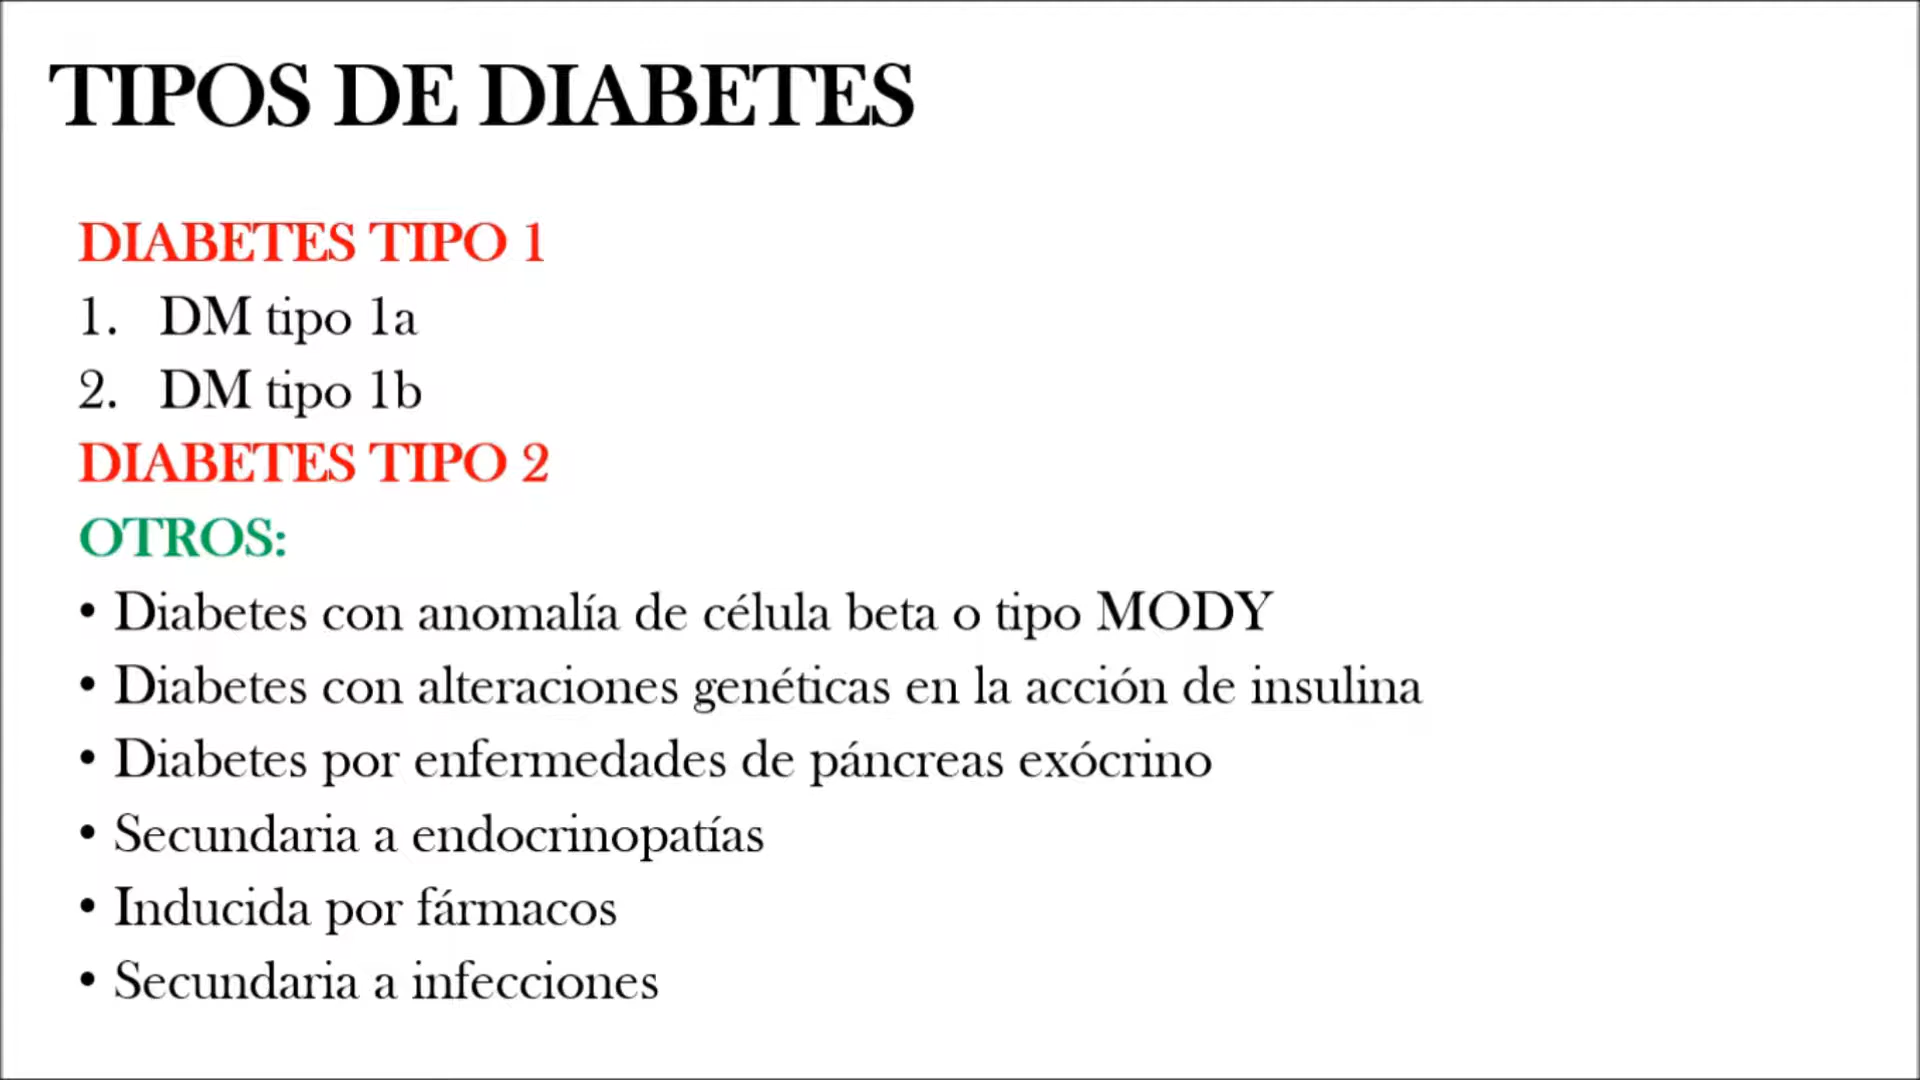 TIPOS DE DIABETES
DIABETES TIPO 1
1. DM tipo 1a
2. DM tipo 1b
DIABETES TIPO 2
OTROS:
• Diabetes con anomalía de célula beta o tipo MODY
• Diabetes con alteraciones genéticas en la acción de insulina
• Diabetes por enfermedades de páncreas exócrino
• Secundaria a endocrinopatías
• Inducida por fármacos
• Secundaria a infecciones